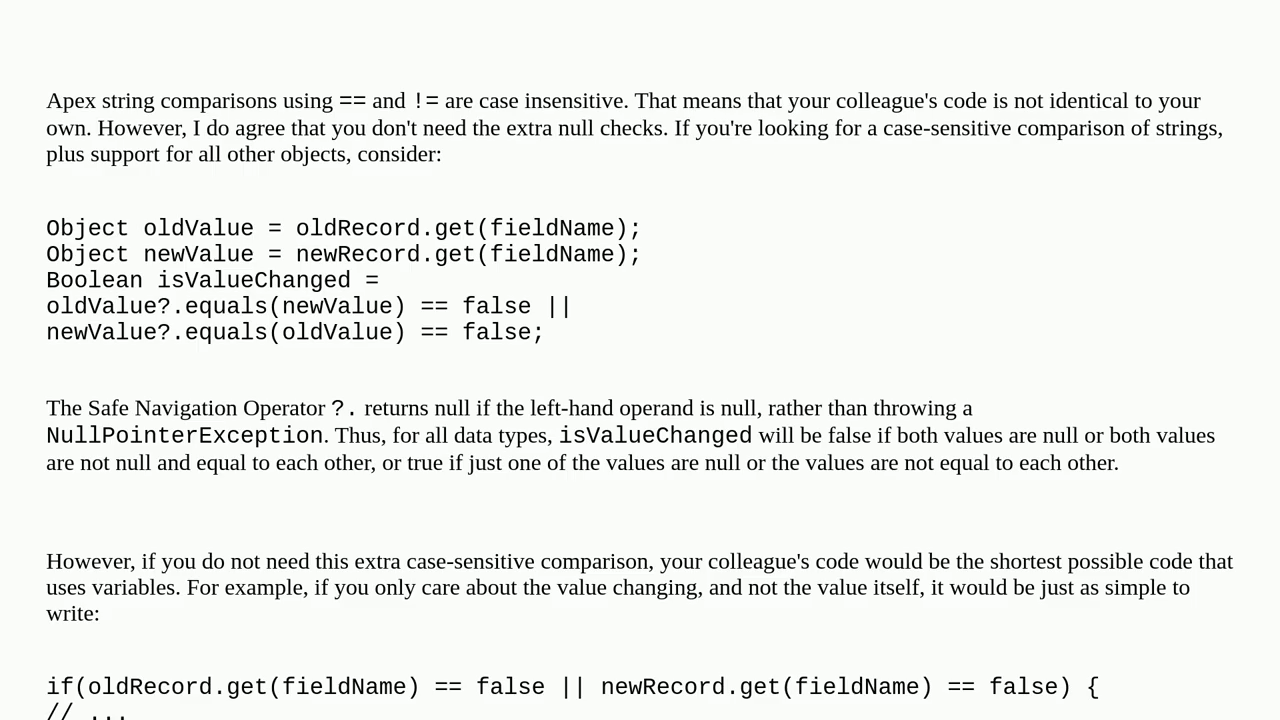 Apex string comparisons using == and != are case insensitive. That means that your colleague's code is not identical to your
own. However, I do agree that you don't need the extra null checks. If you're looking for a case-sensitive comparison of strings,
plus support for all other objects, consider:
Object oldValue = oldRecord.get(fieldName);
Object newValue = newRecord.get(fieldName);
Boolean isValueChanged =
oldValue?.equals(newValue) == false ||
newValue?.equals(oldValue) == false;
The Safe Navigation Operator ?. returns null if the left-hand operand is null, rather than throwing a
NullPointerException. Thus, for all data types, isValueChanged will be false if both values are null or both values
are not null and equal to each other, or true if just one of the values are null or the values are not equal to each other.
However, if you do not need this extra case-sensitive comparison, your colleague's code would be the shortest possible code that
uses variables. For example, if you only care about the value changing, and not the value itself, it would be just as simple to
write:
if(oldRecord.get(fieldName) == false || newRecord.get(fieldName) == false) {
// ...